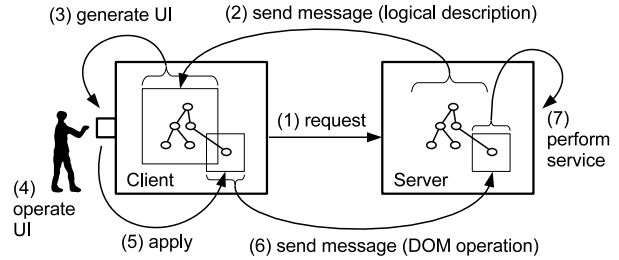 (3) generate UI
(2) send message (logical description)
(1) request
(7)
perform
service
Client
Server
(4)
operate
UI
(5) apply
(6) send message (DOM operation)